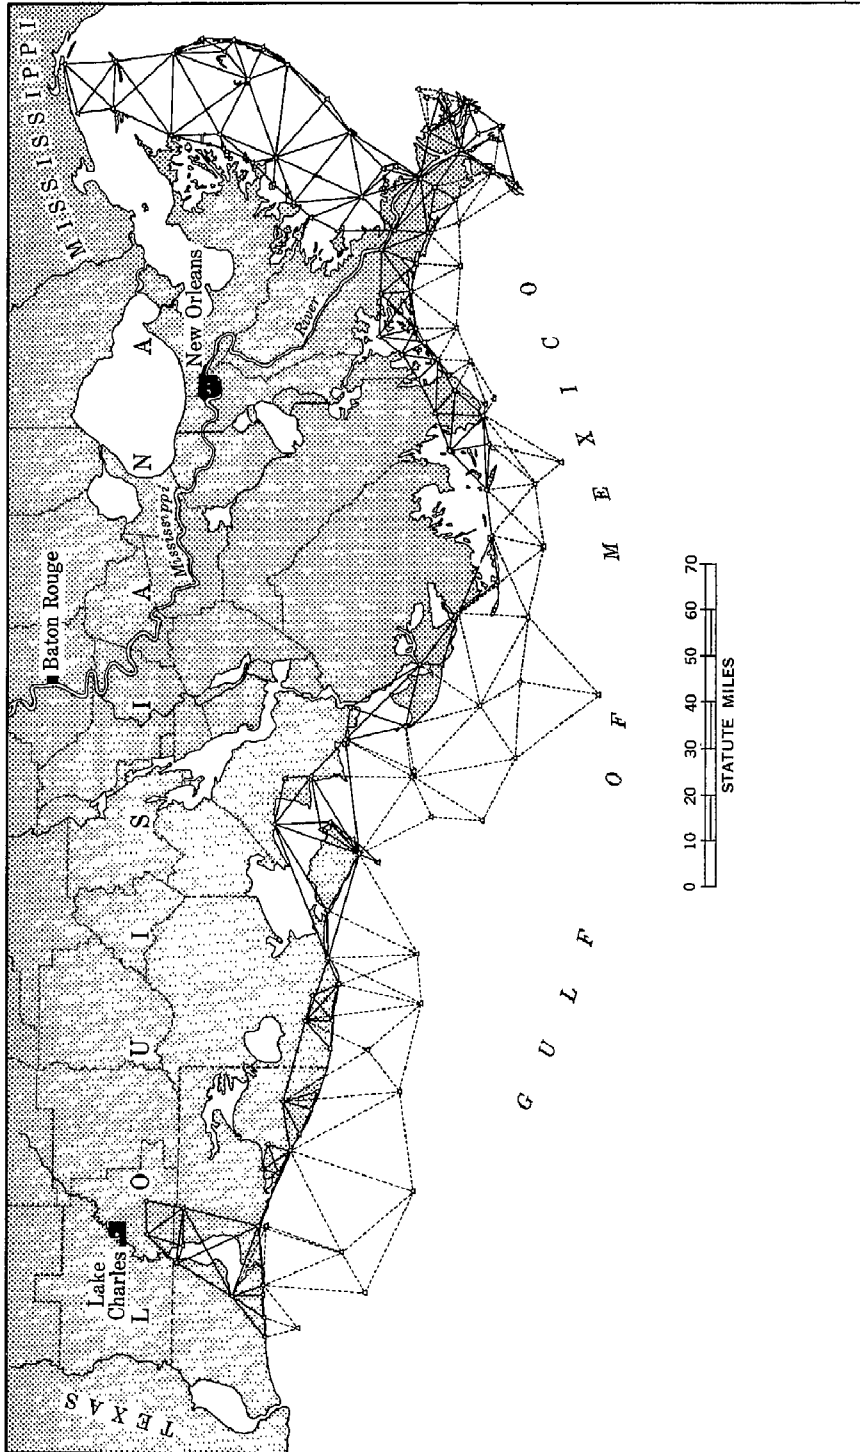 MISSISSIPPI
TEXAS
LOUISIANA
Baton Rouge
Lake
Charles
New Orleans
Mississippi
River
GULF OF MEXICO
0 10 20 30 40 50 60 70
STATUTE MILES